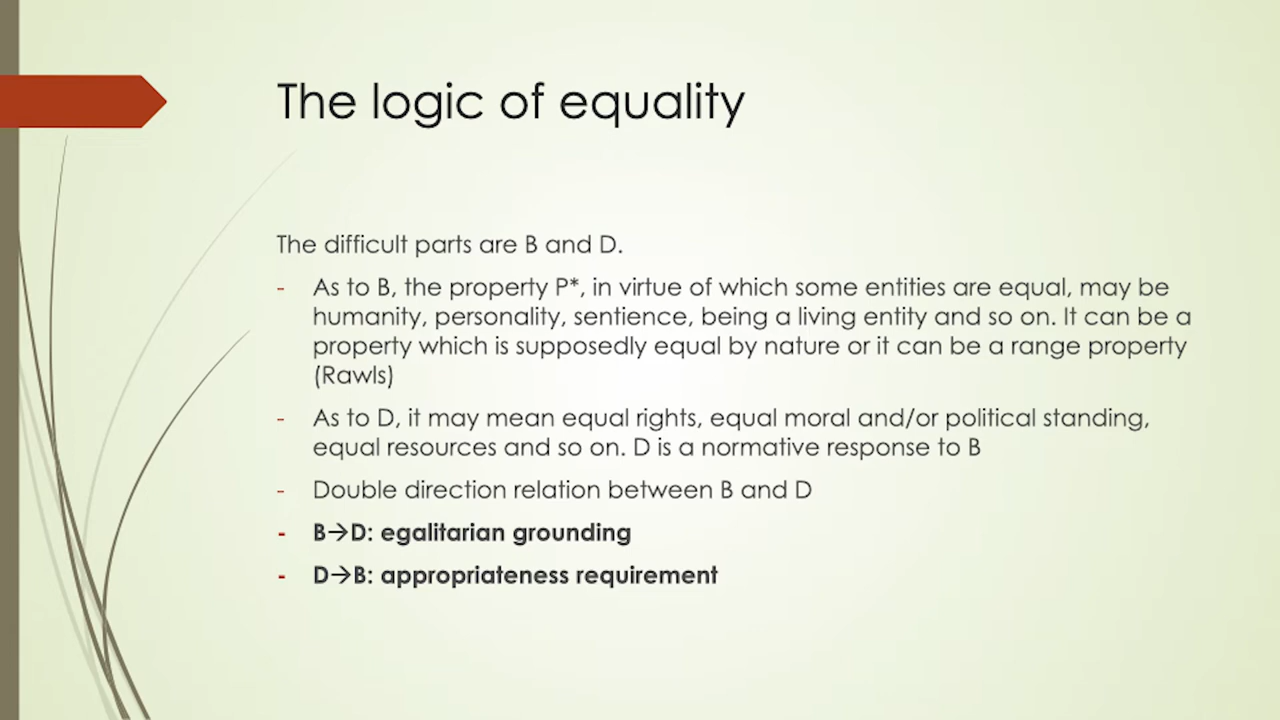 The logic of equality
The difficult parts are B and D.
- As to B, the property P*, in virtue of which some entities are equal, may be
humanity, personality, sentience, being a living entity and so on. It can be a
property which is supposedly equal by nature or it can be a range property
(Rawls)
- As to D, it may mean equal rights, equal moral and/or political standing,
equal resources and so on. D is a normative response to B
- Double direction relation between B and D
- B→D: egalitarian grounding
- D→B: appropriateness requirement